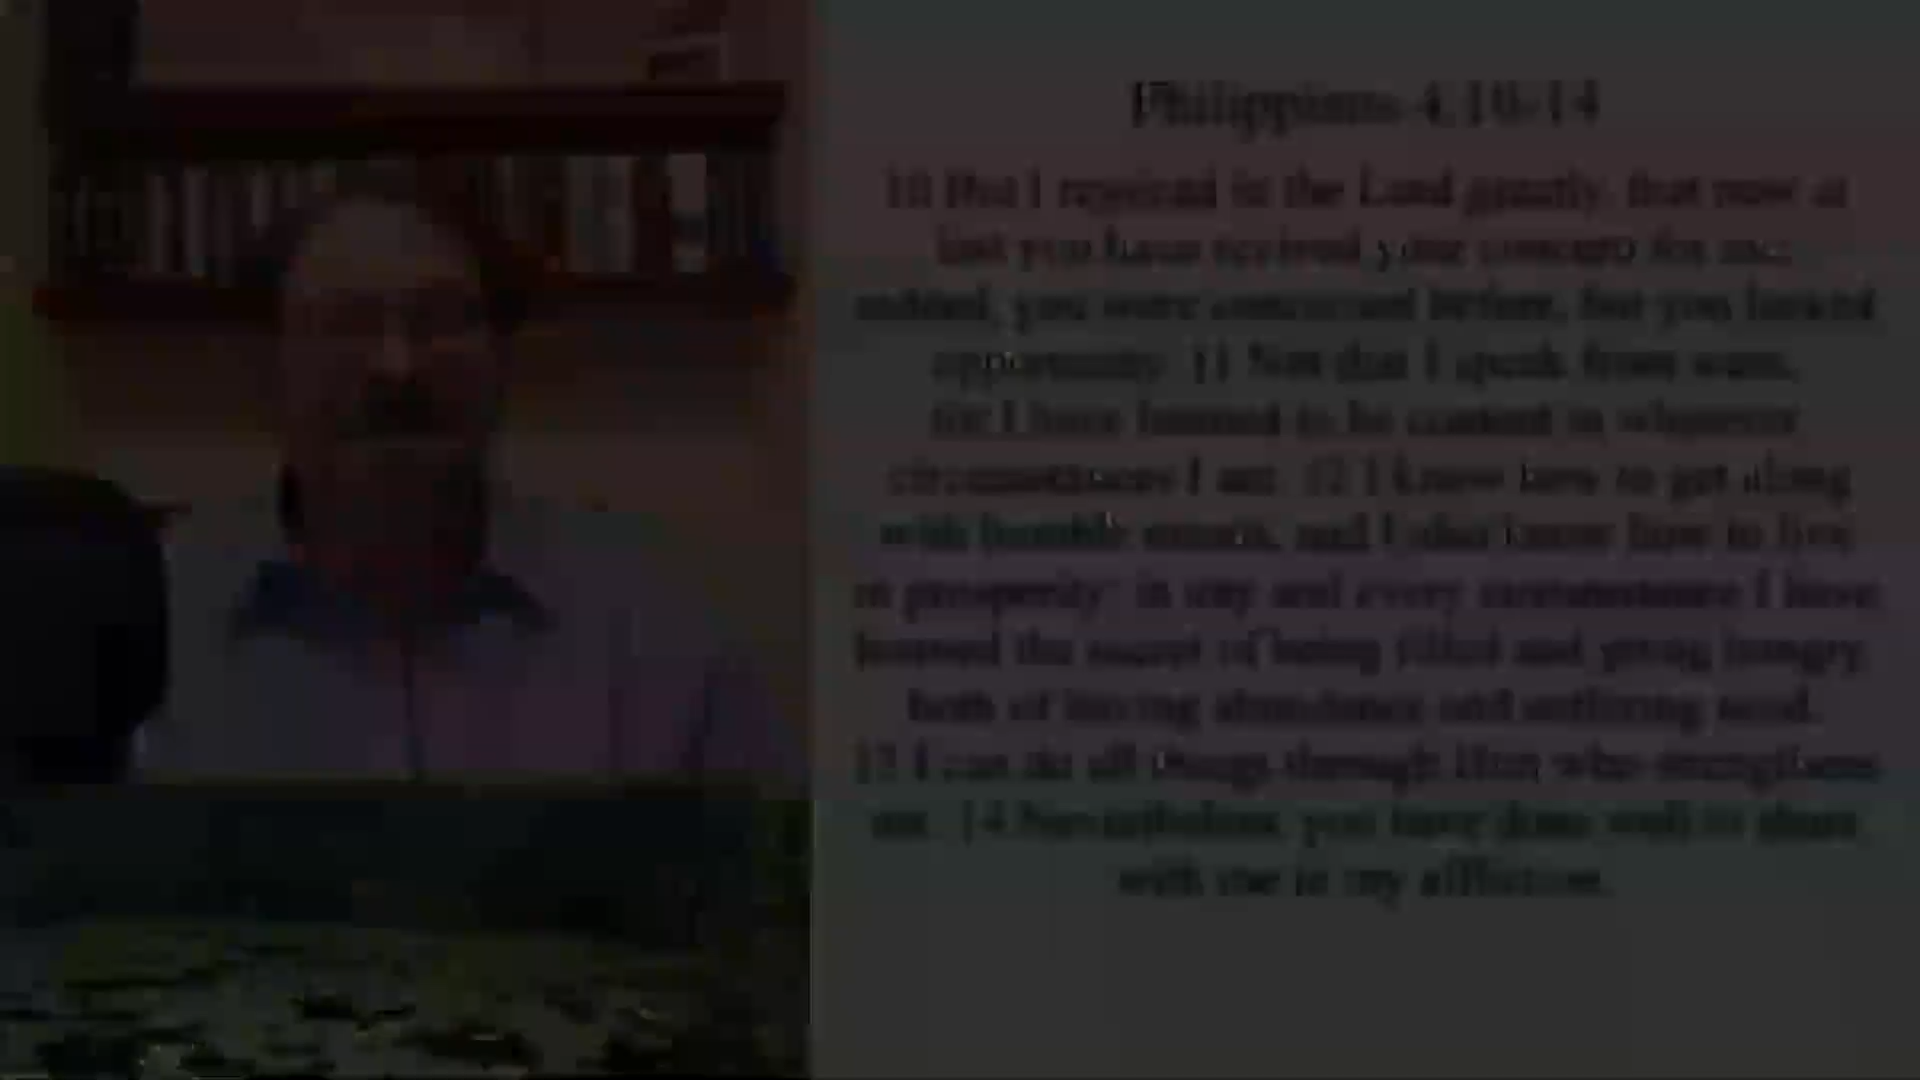 Philippians 4.10-14
10 But I rejoiced in the Lord greatly, that now at
last you have revived your concern for me;
indeed, you were concerned before, but you lacked
opportunity. 11 Not that I speak from want,
for I have learned to be content in whatever
circumstances I am. 12 I know how to get along
with humble means, and I also know how to live
in prosperity; in any and every circumstance I have
learned the secret of being filled and going hungry,
both of having abundance and suffering need.
13 I can do all things through Him who strengthens
me. 14 Nevertheless, you have done well to share
with me in my affliction.